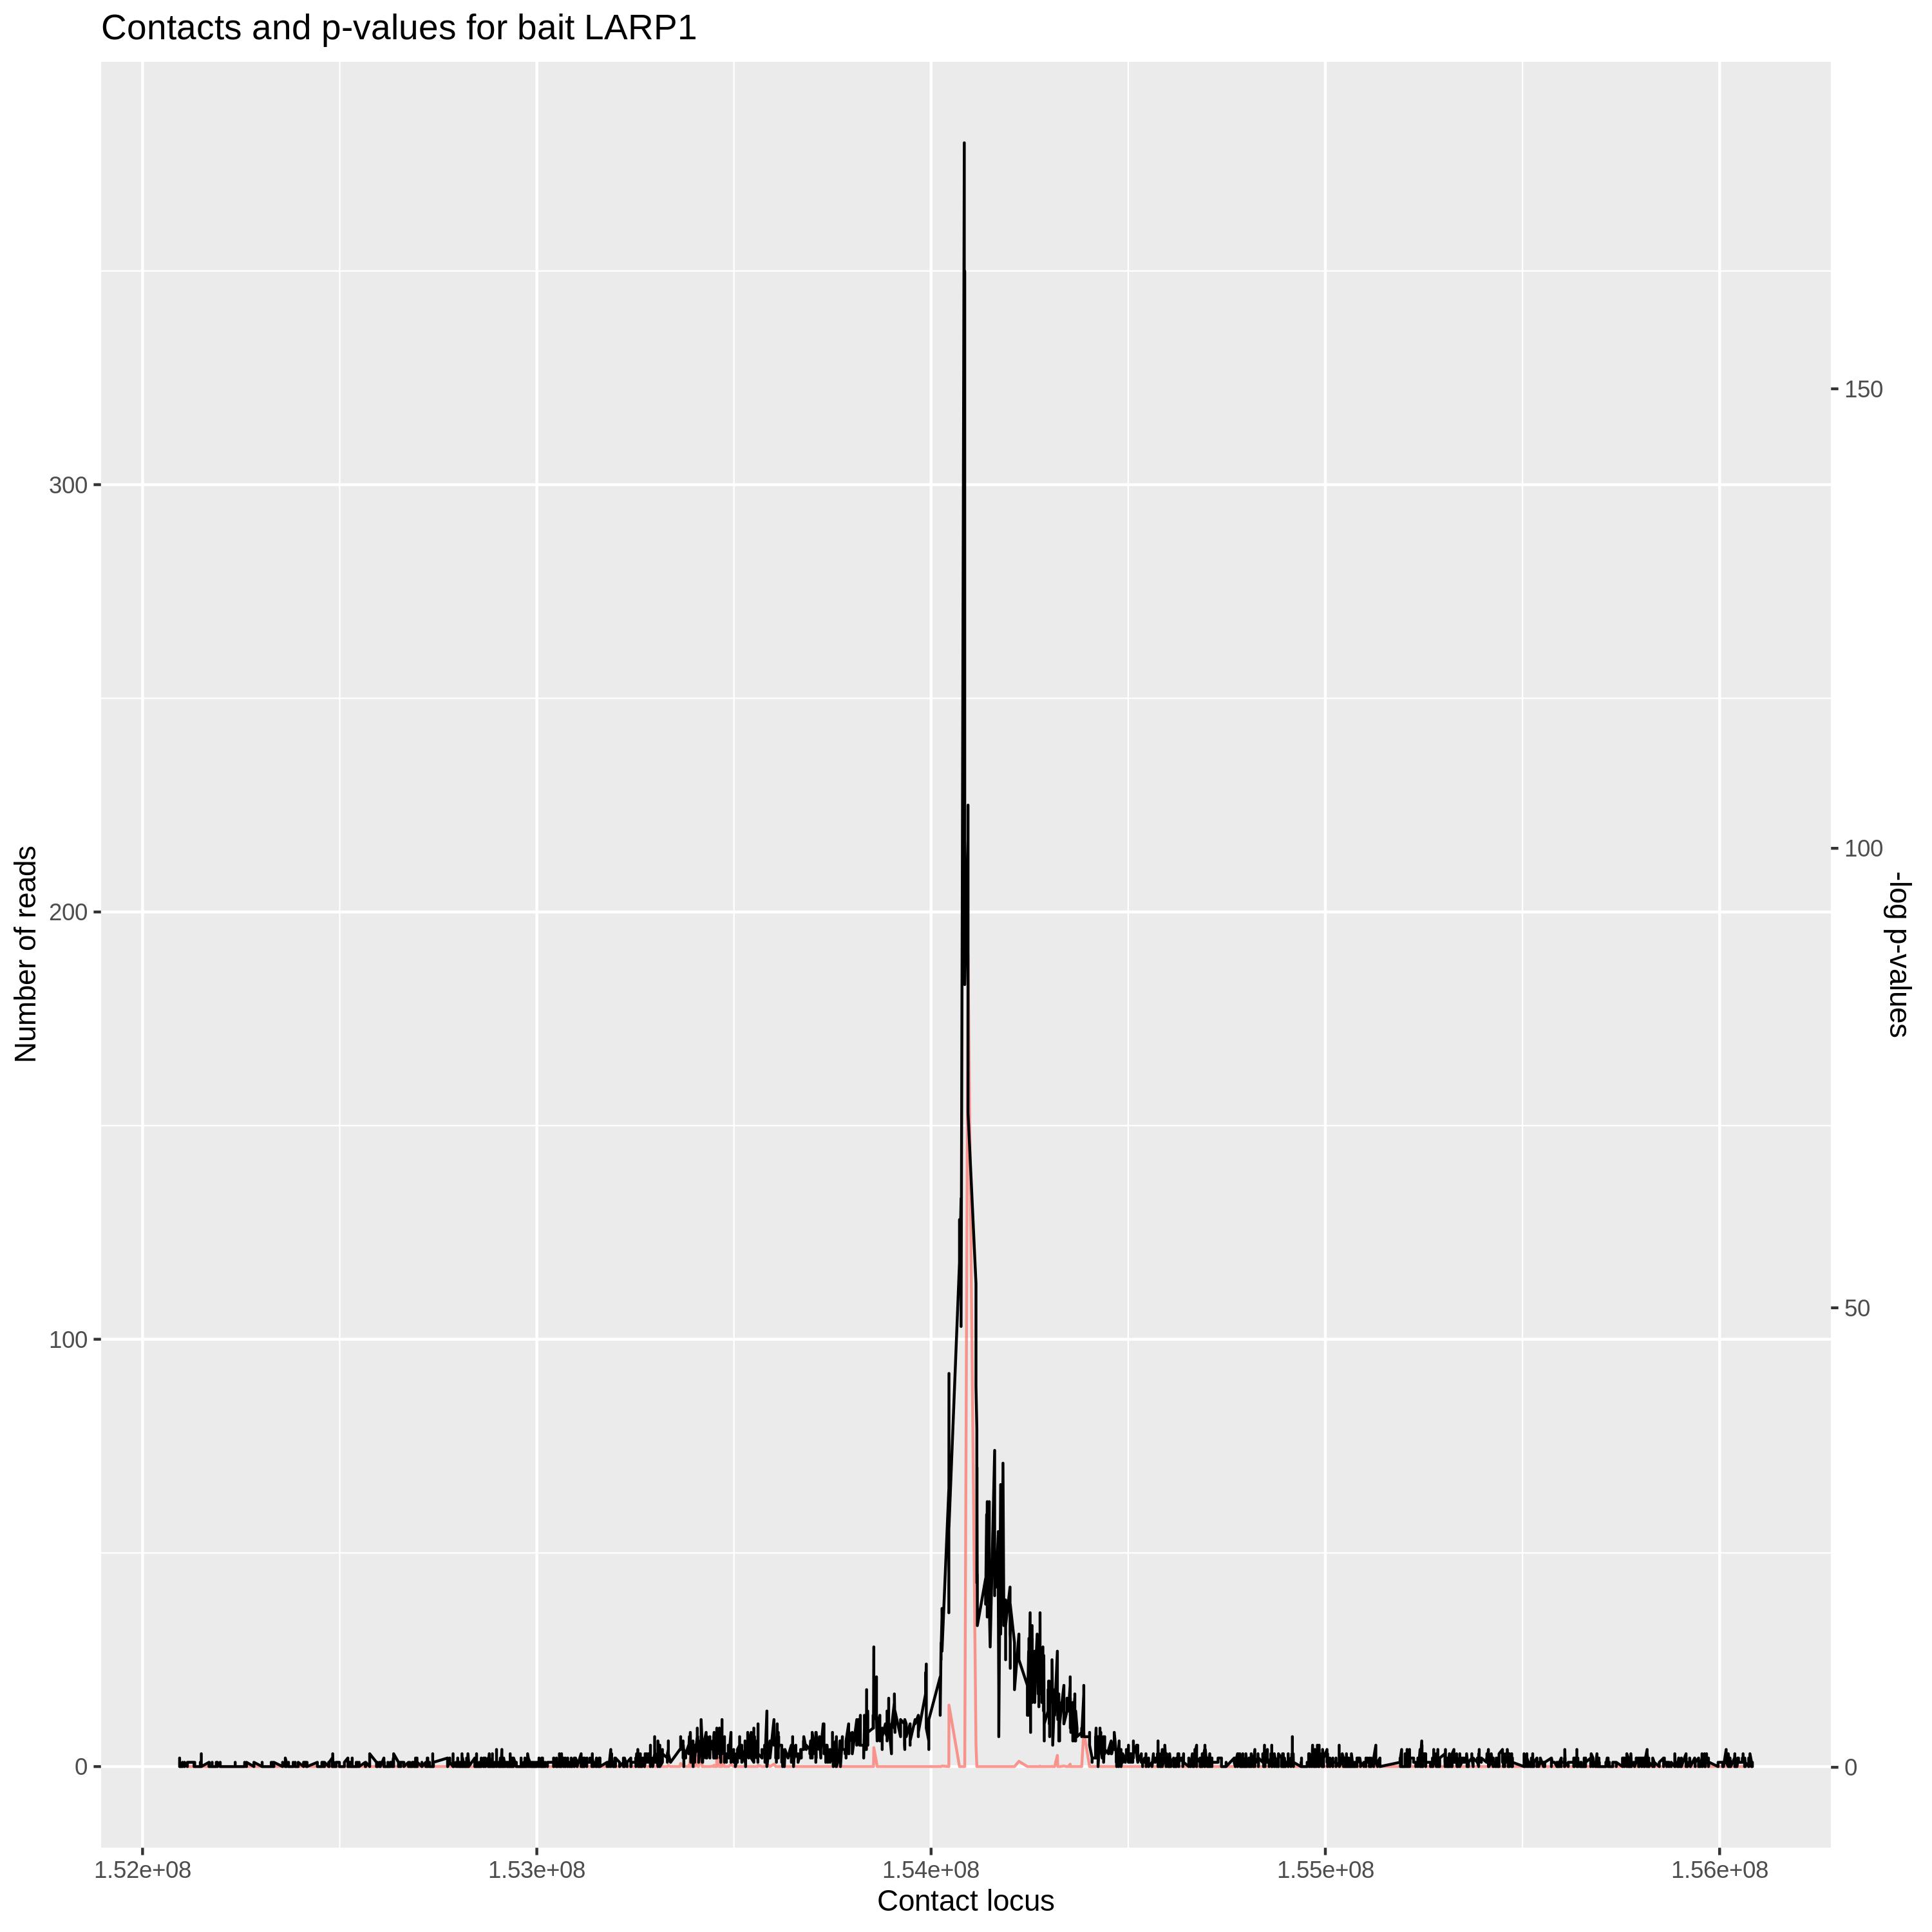 Contacts and p-values for bait LARP1
Number of reads
300
200
100
0
150
100
50
0
-log p-values
1.52e+08
1.53e+08
1.54e+08
1.55e+08
1.56e+08
Contact locus